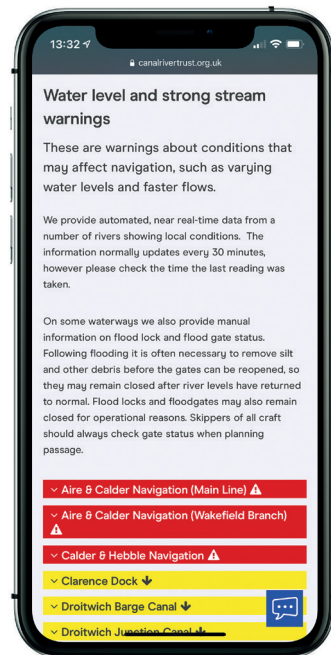 13:32
canalrivertrust.org.uk
Water level and strong stream
warnings
These are warnings about conditions that
may affect navigation, such as varying
water levels and faster flows.
We provide automated, near real-time data from a
number of rivers showing local conditions. The
information normally updates every 30 minutes,
however please check the time the last reading was
taken.
On some waterways we also provide manual
information on flood lock and flood gate status.
Following flooding it is often necessary to remove silt
and other debris before the gates can be reopened, so
they may remain closed after river levels have returned
to normal. Flood locks and floodgates may also remain
closed for operational reasons. Skippers of all craft
should always check gate status when planning
passage.
Aire & Calder Navigation (Main Line)
Aire & Calder Navigation (Wakefield Branch)
Calder & Hebble Navigation
Clarence Dock
Droitwich Barge Canal
Droitwich Junction Canal